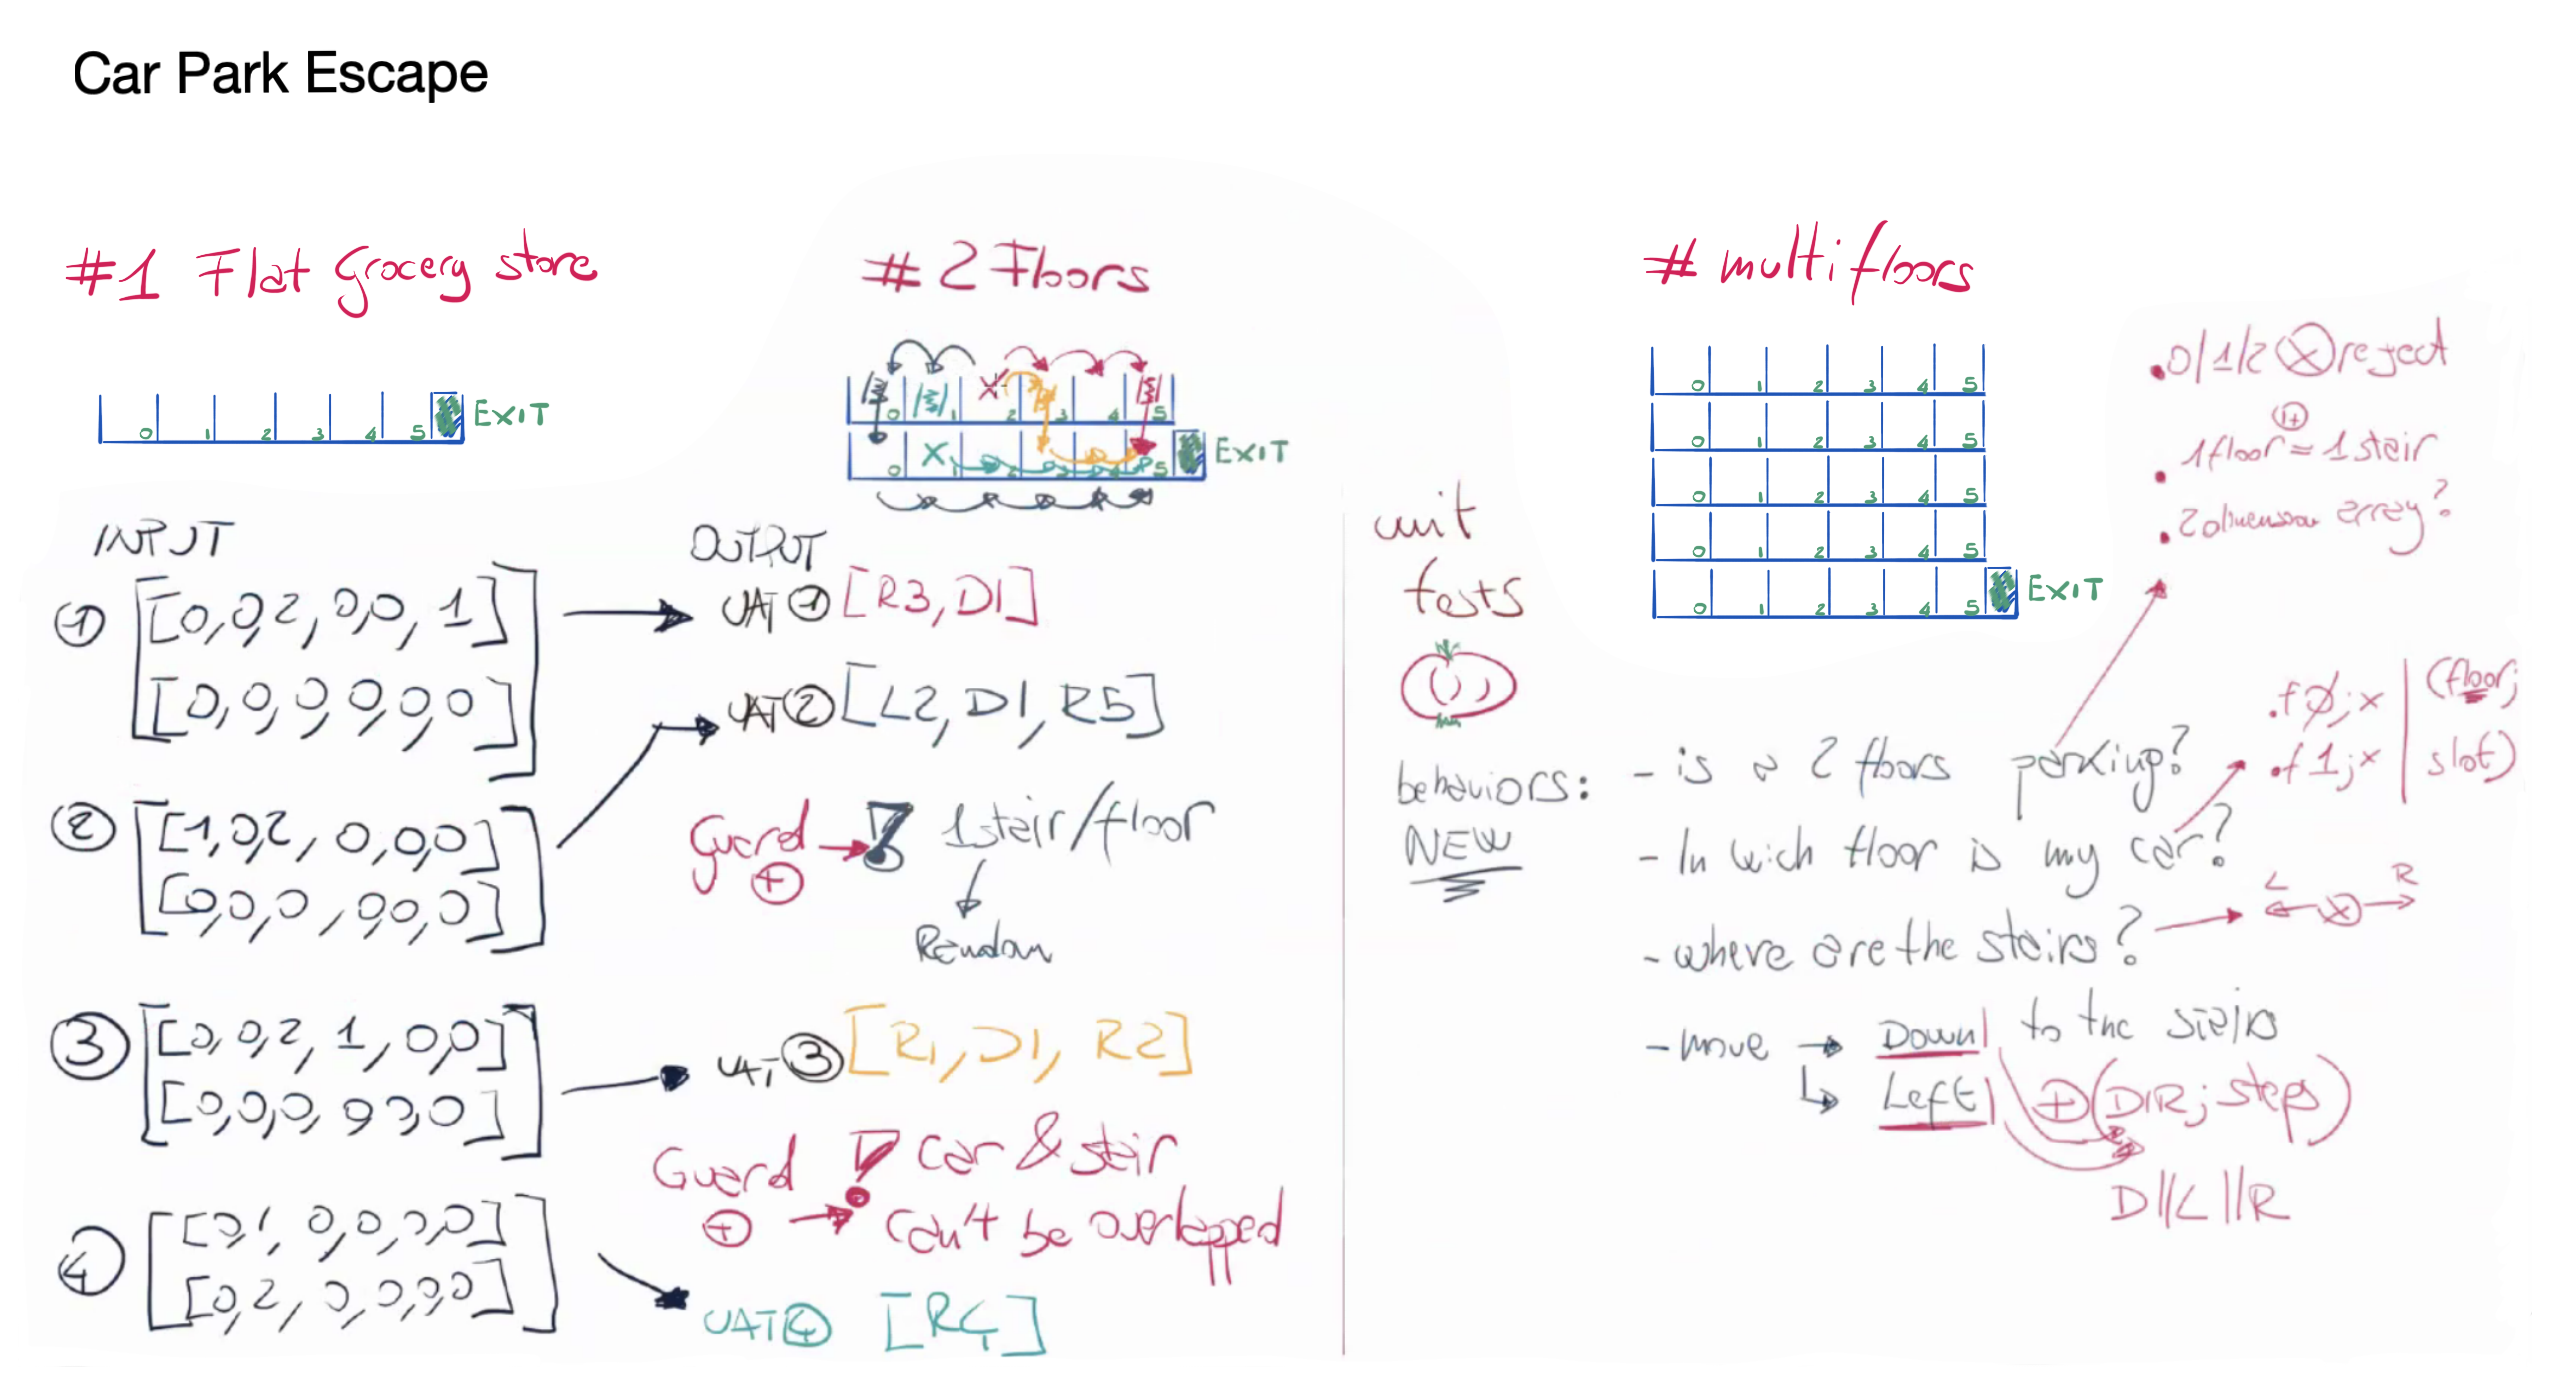 Car Park Escape
#1 Flat Grocery store
0 1 2 3 4 5 EXIT
INPUT
① [[0,0,2,0,0,1]
[0,0,0,0,0,0]]
② [[1,0,2,0,0,0]
[0,0,0,0,0,0]]
③ [[0,0,2,1,0,0]
[0,0,0,0,0,0]]
④ [[0,1,0,0,0,0]
[0,2,0,0,0,0]]
# 2 Floors
0 1 X 2 3 4 5
0 X 1 2 3 4 5 EXIT
OUTPUT
UAT ① [R3, D1]
UAT ② [L2, D1, R5]
Guard + ! 1 stair/floor
Random
UAT ③ [R1, D1, R2]
Guard + ! car & stair
can't be overlapped
UAT ④ [R4]
# multifloors
0 1 2 3 4 5
0 1 2 3 4 5
0 1 2 3 4 5
0 1 2 3 4 5
0 1 2 3 4 5 EXIT
unit
tests
behaviors:
NEW
- is a 2 floors parking?
- In wich floor is my car?
- where are the stairs?
- move → Down to the stairs
↳ Left
. 0/1/2 ⊗ reject
. 1 floor = 1 stair
. 2 dimension array?
. f0;x | (floor;
. f1;x | slot)
L ← ⊗ → R
+ (DIR; steps)
D||L||R